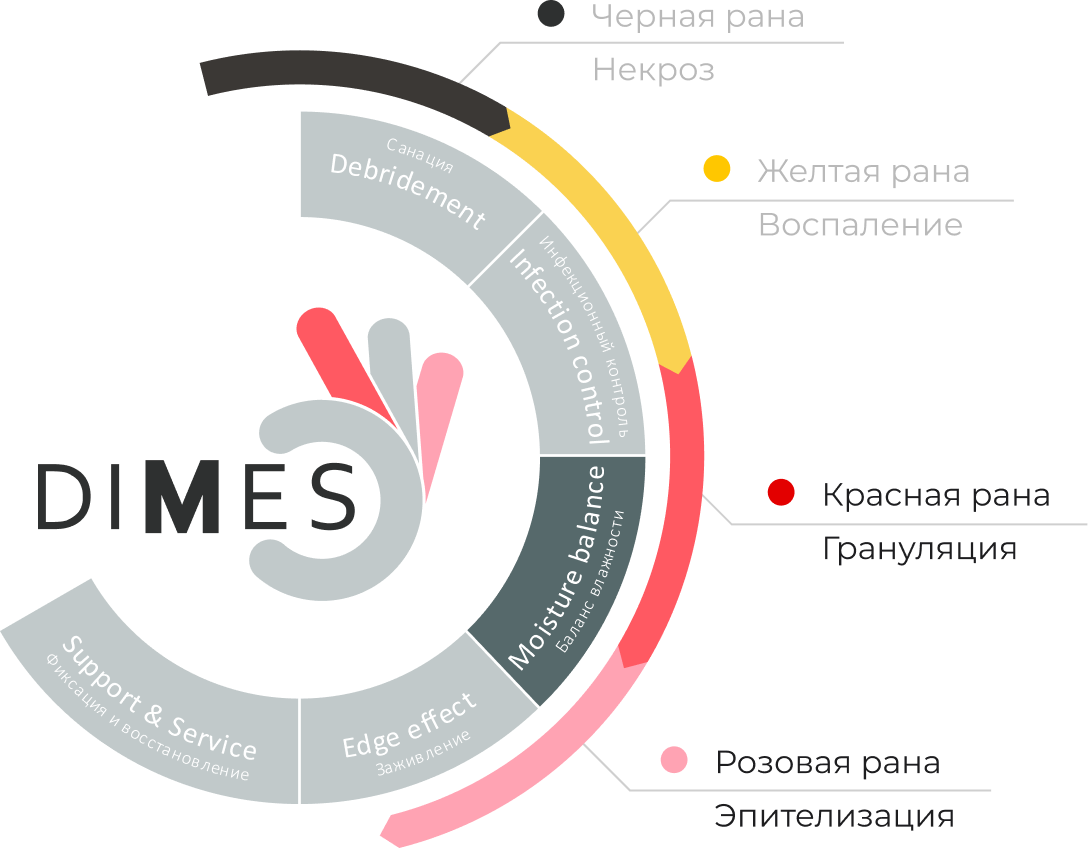 Черная рана
Некроз
Желтая рана
Воспаление
Красная рана
Грануляция
Розовая рана
Эпителизация
Санация
Debridement
Инфекционный контроль
Infection control
Moisture balance
Баланс влажности
Edge effect
Заживление
Support & Service
Фиксация и восстановление
DIMES